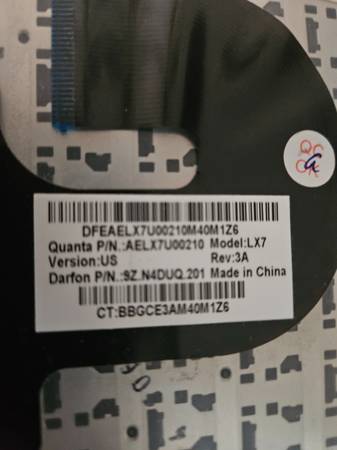 QC
OK
DFEAELX7U00210M40M1Z6
Quanta P/N.:AELX7U00210 Model:LX7
Version:US Rev:3A
Darfon P/N.:9Z.N4DUQ.201 Made in China
CT:BBGCE3AM40M1Z6